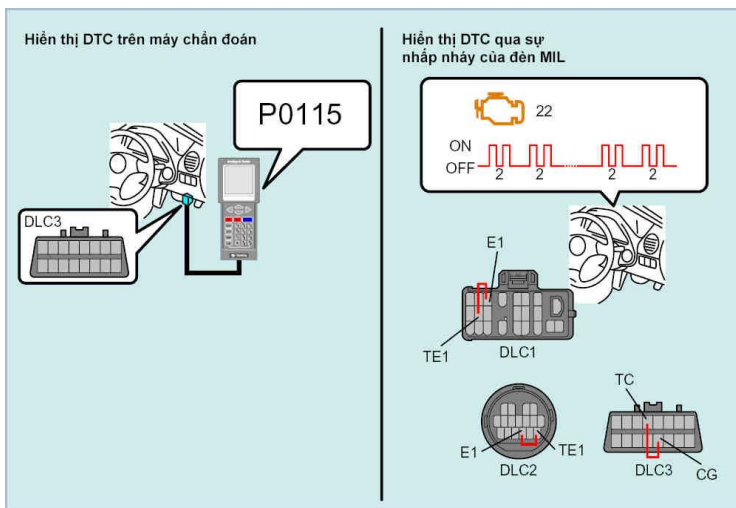 Hiển thị DTC trên máy chẩn đoán
P0115
DLC3
Hiển thị DTC qua sự
nhấp nháy của đèn MIL
22
ON
OFF
2 2 2 2
E1
TE1
DLC1
E1
TE1
DLC2
TC
CG
DLC3